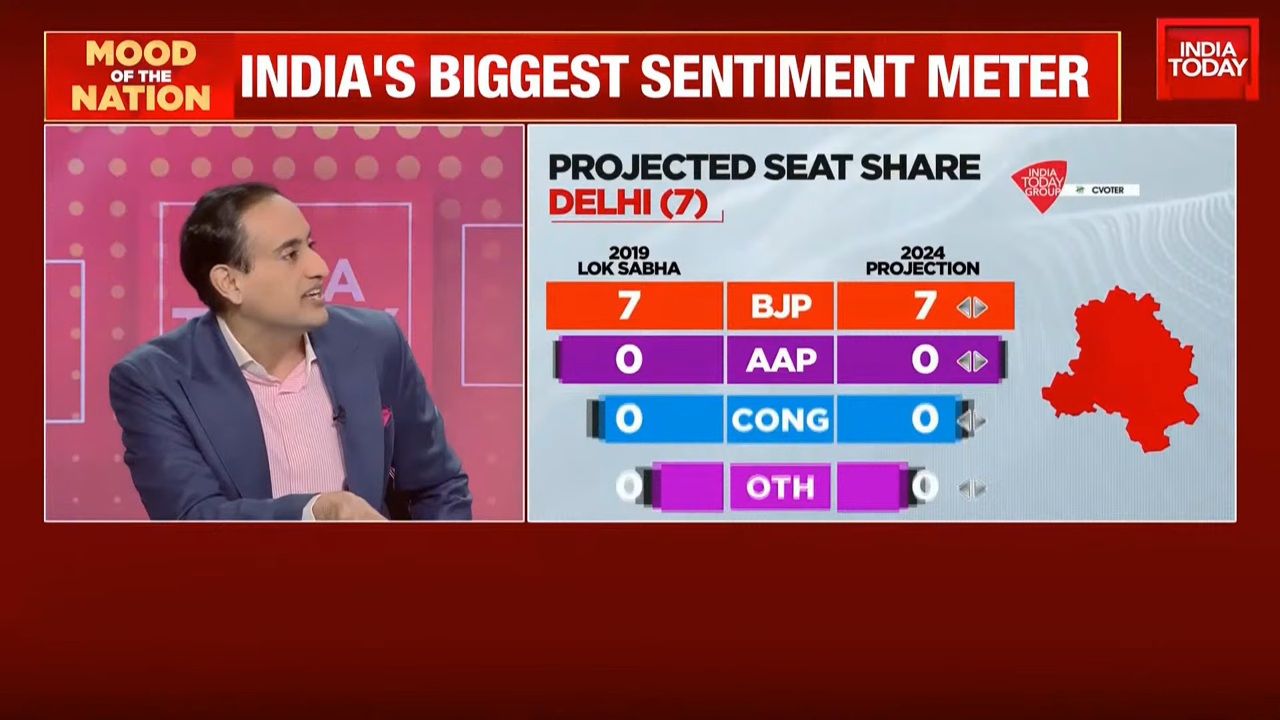 MOOD
OF THE
NATION
INDIA'S BIGGEST SENTIMENT METER
INDIA
TODAY
PROJECTED SEAT SHARE
DELHI (7)
INDIA
TODAY
GROUP
CVOTER
2019
LOK SABHA
2024
PROJECTION
7 BJP 7
0 AAP 0
0 CONG 0
0 OTH 0